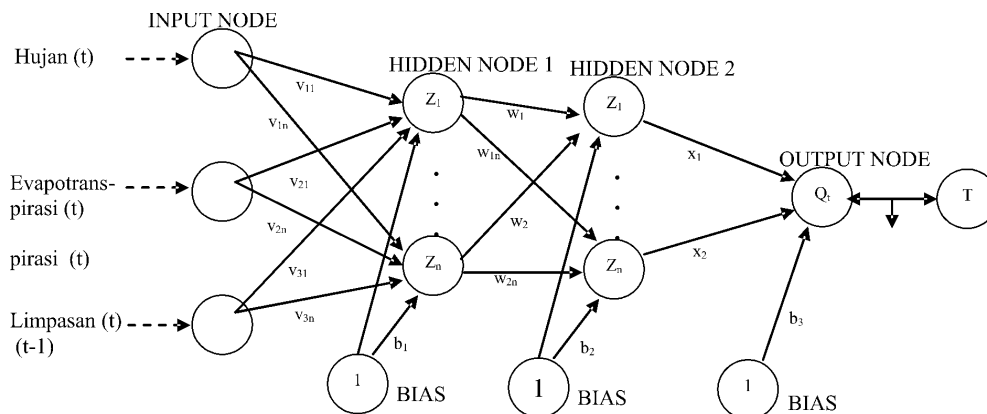 INPUT NODE
Hujan (t)
HIDDEN NODE 1
HIDDEN NODE 2
v11
Z1
w1
Z1
v1n
w1n
x1
OUTPUT NODE
Evapotrans-
pirasi (t)
v21
w2
Qt
T
v2n
pirasi (t)
v31
Zn
w2n
Zn
x2
Limpasan (t)
(t-1)
v3n
b1
b2
b3
1
BIAS
1
BIAS
1
BIAS